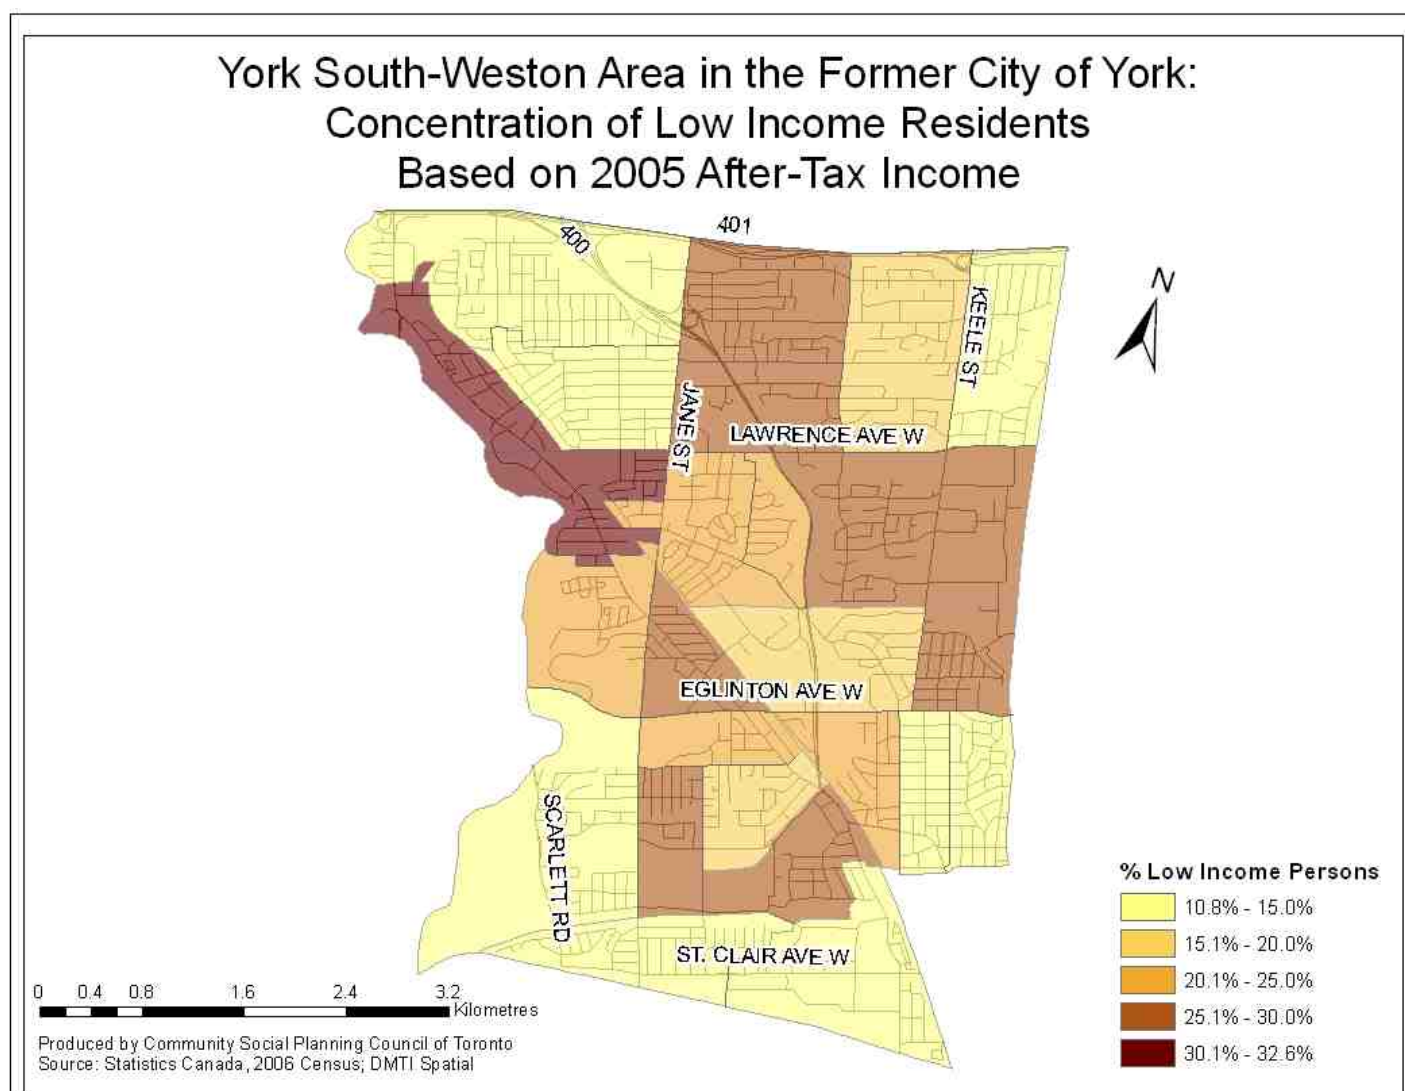 York South-Weston Area in the Former City of York:
Concentration of Low Income Residents
Based on 2005 After-Tax Income
401
400
N
KEELE ST
JANE ST
LAWRENCE AVE W
EGLINTON AVE W
SCARLETT RD
ST. CLAIR AVE W
% Low Income Persons
10.8% - 15.0%
15.1% - 20.0%
20.1% - 25.0%
25.1% - 30.0%
30.1% - 32.6%
0 0.4 0.8 1.6 2.4 3.2
Kilometres
Produced by Community Social Planning Council of Toronto
Source: Statistics Canada, 2006 Census; DMTI Spatial